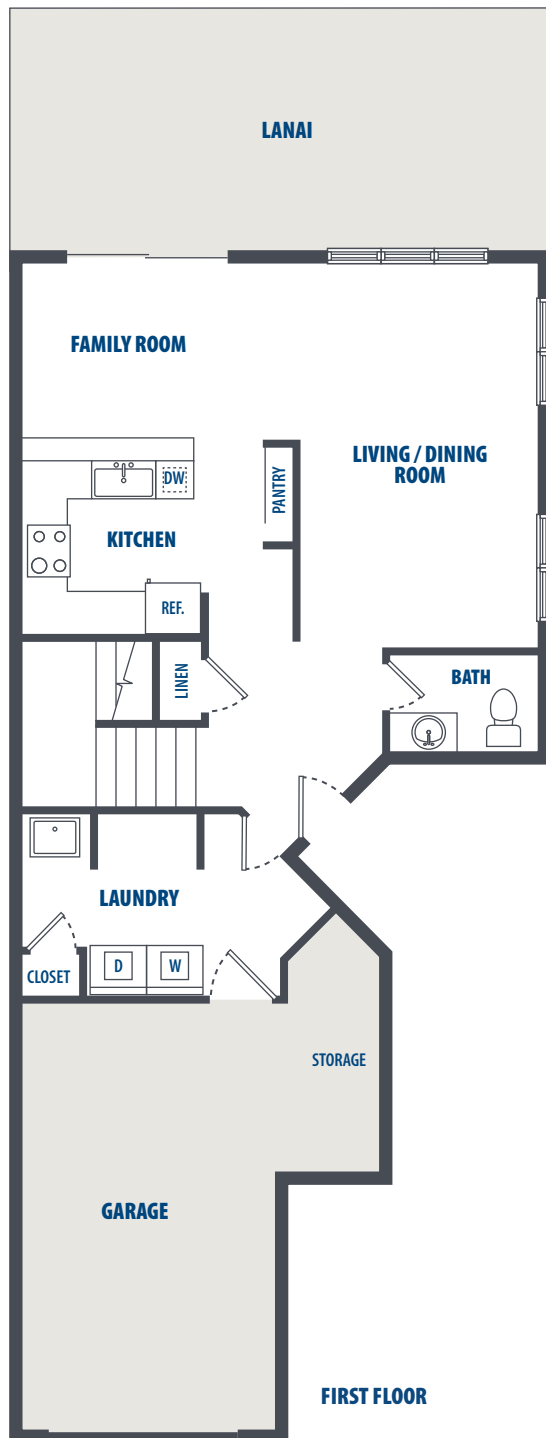 LANAI
FAMILY ROOM
LIVING / DINING
ROOM
DW
PANTRY
KITCHEN
REF.
LINEN
BATH
LAUNDRY
D
W
CLOSET
STORAGE
GARAGE
FIRST FLOOR